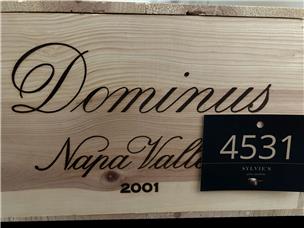 Dominus
Napa Valle
2001
4531
SYLVIE'S